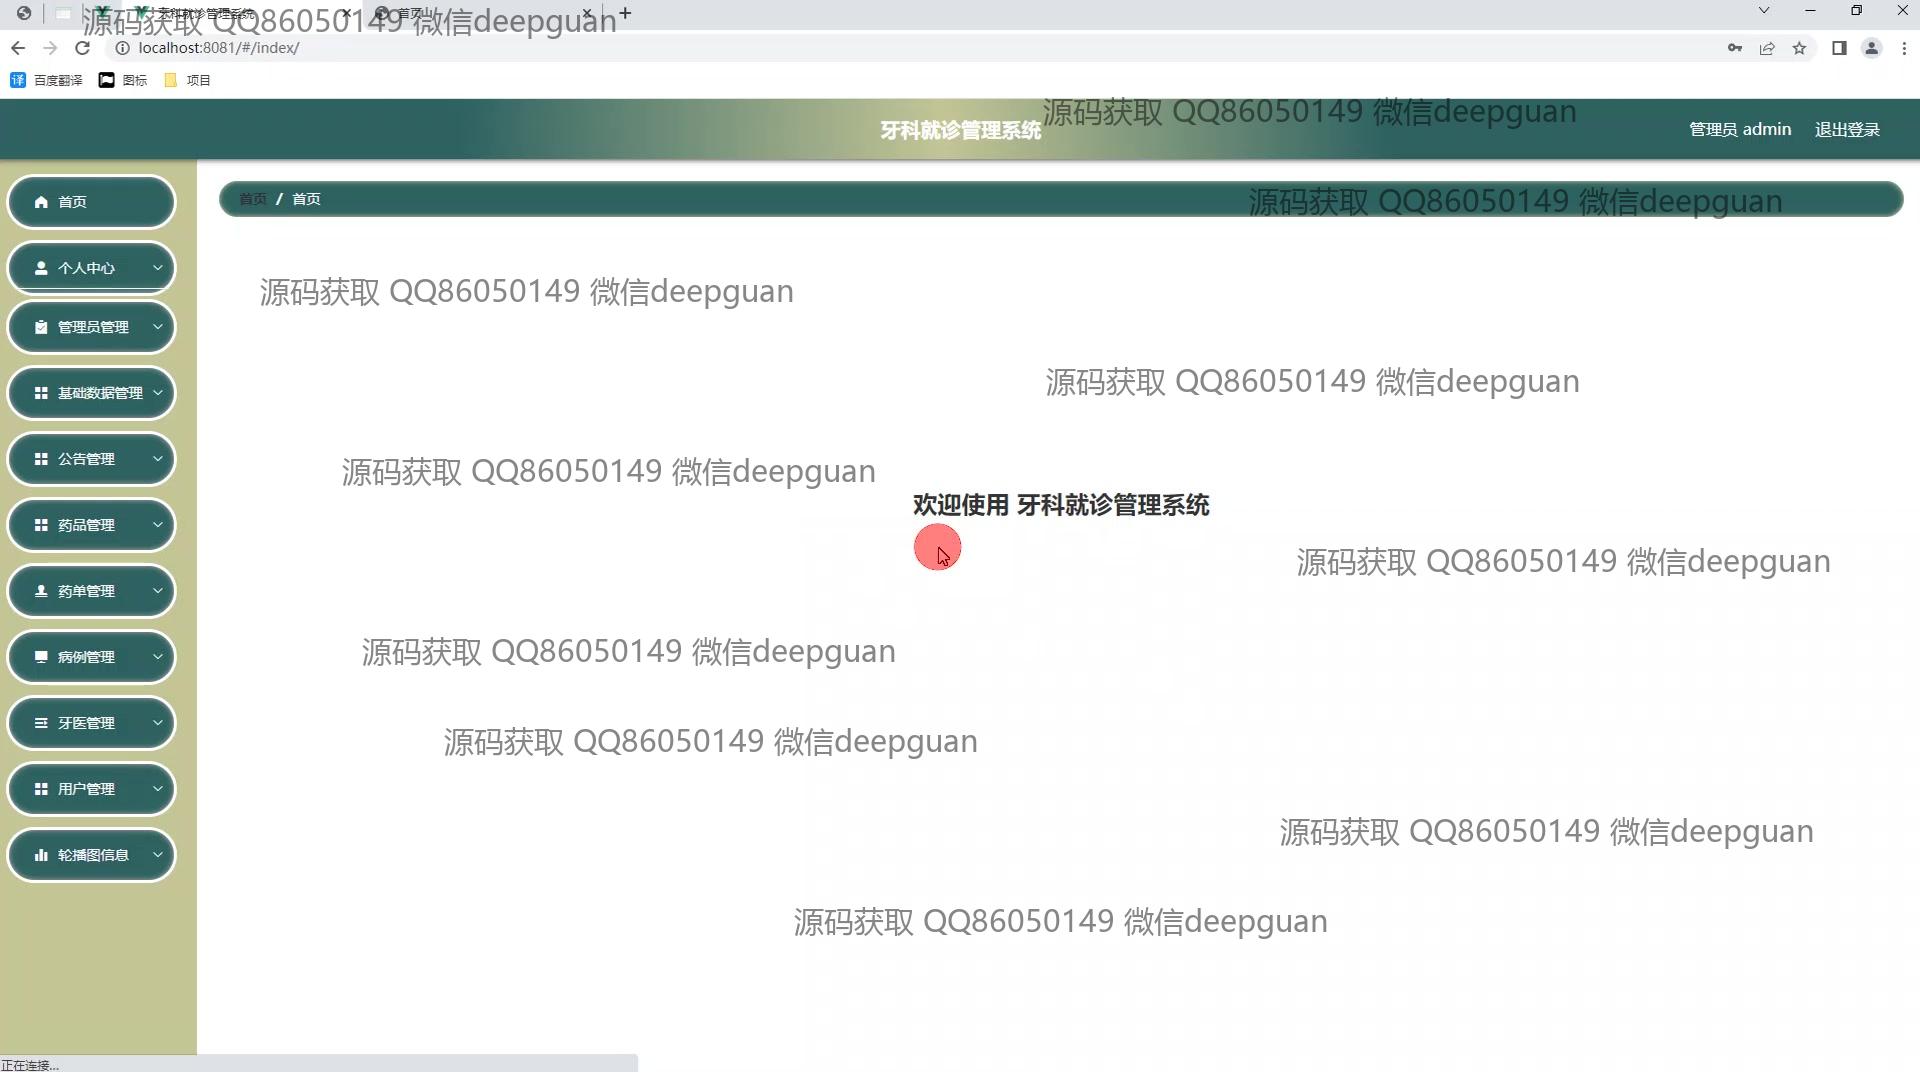 牙科就诊管理系统
首页
源码获取 QQ86050149 微信deepguan
localhost:8081/#/index/
百度翻译 图标 项目
源码获取 QQ86050149 微信deepguan
牙科就诊管理系统
管理员 admin 退出登录
首页 / 首页
源码获取 QQ86050149 微信deepguan
首页
个人中心
管理员管理
基础数据管理
公告管理
药品管理
药单管理
病例管理
牙医管理
用户管理
轮播图信息
源码获取 QQ86050149 微信deepguan
源码获取 QQ86050149 微信deepguan
源码获取 QQ86050149 微信deepguan
欢迎使用 牙科就诊管理系统
源码获取 QQ86050149 微信deepguan
源码获取 QQ86050149 微信deepguan
源码获取 QQ86050149 微信deepguan
源码获取 QQ86050149 微信deepguan
源码获取 QQ86050149 微信deepguan
正在连接...